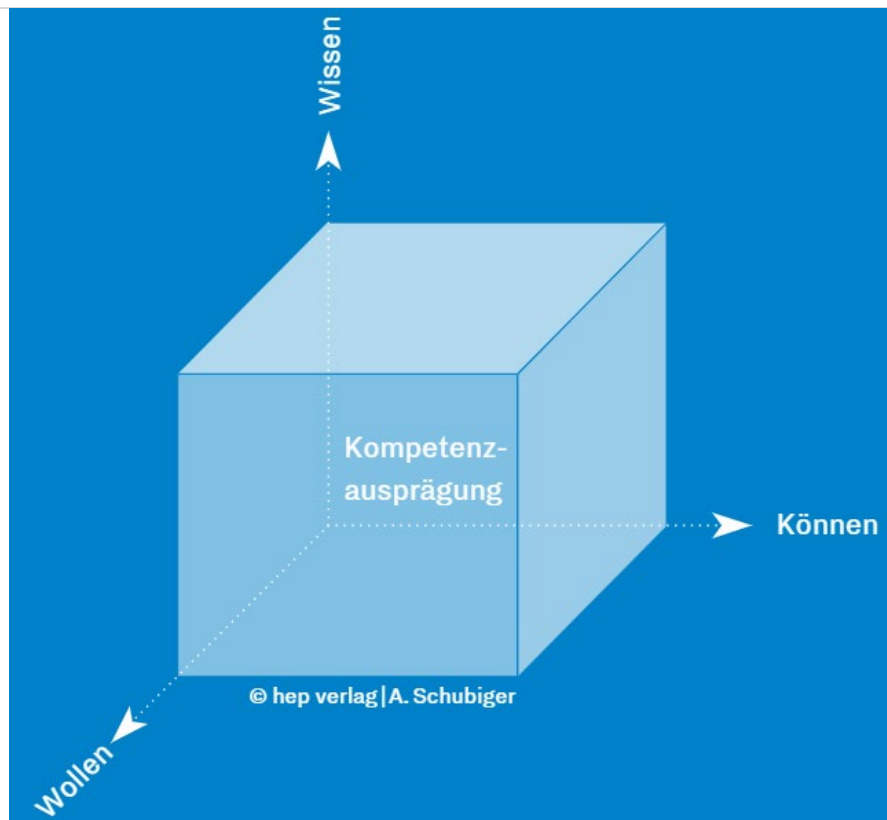 Wissen
Kompetenz-
ausprägung
Können
© hep verlag|A. Schubiger
Wollen